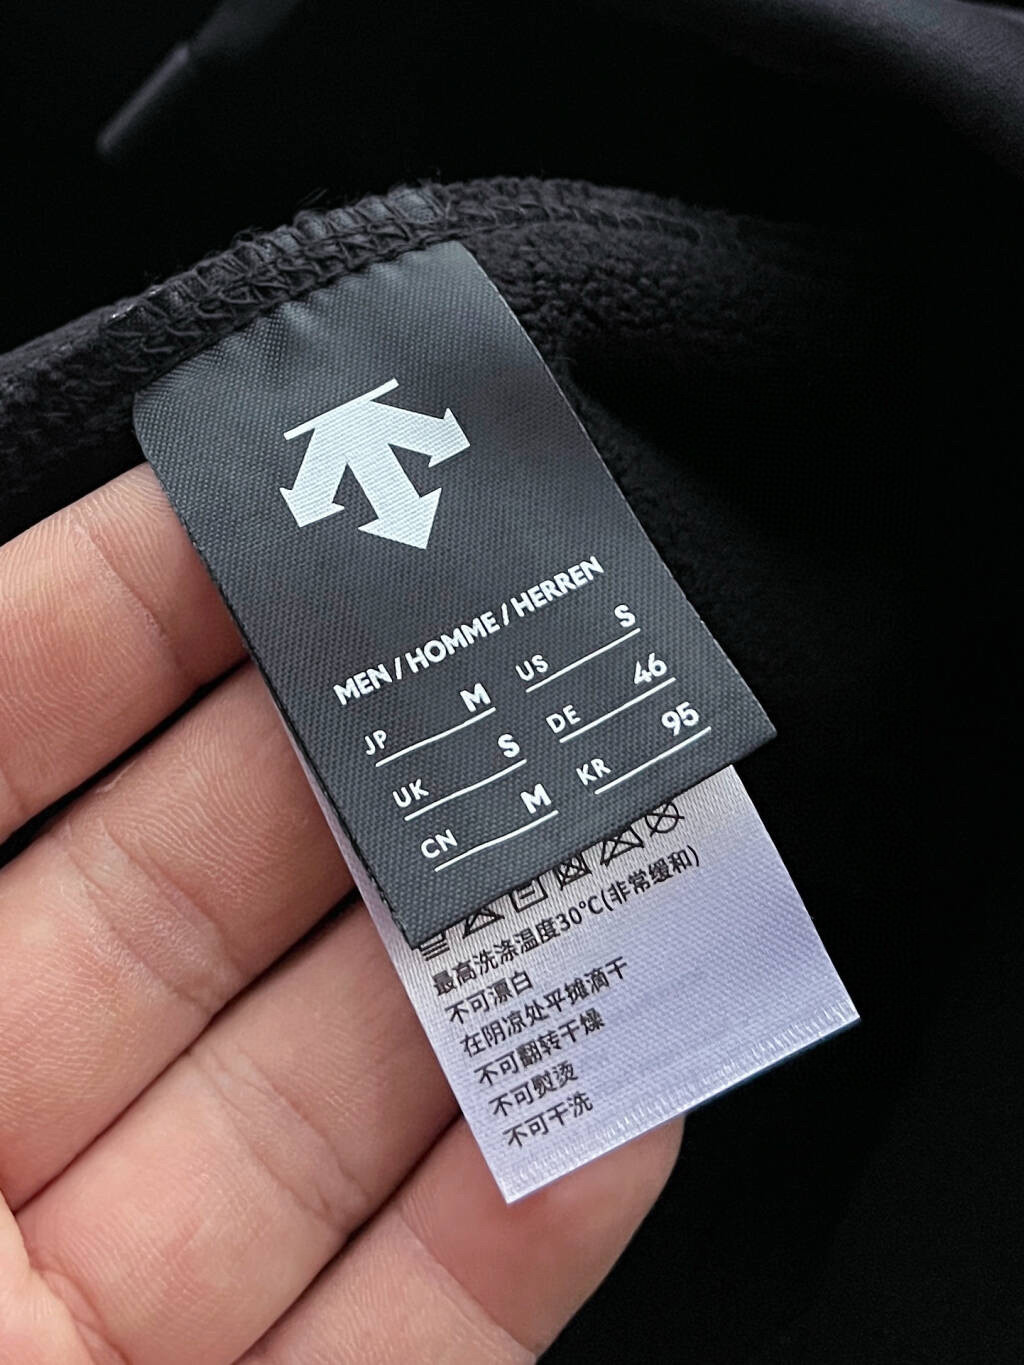 MEN / HOMME / HERREN
JP M US S
UK S DE 46
CN M KR 95
最高洗涤温度30°C(非常缓和)
不可漂白
在阴凉处平摊滴干
不可翻转干燥
不可熨烫
不可干洗